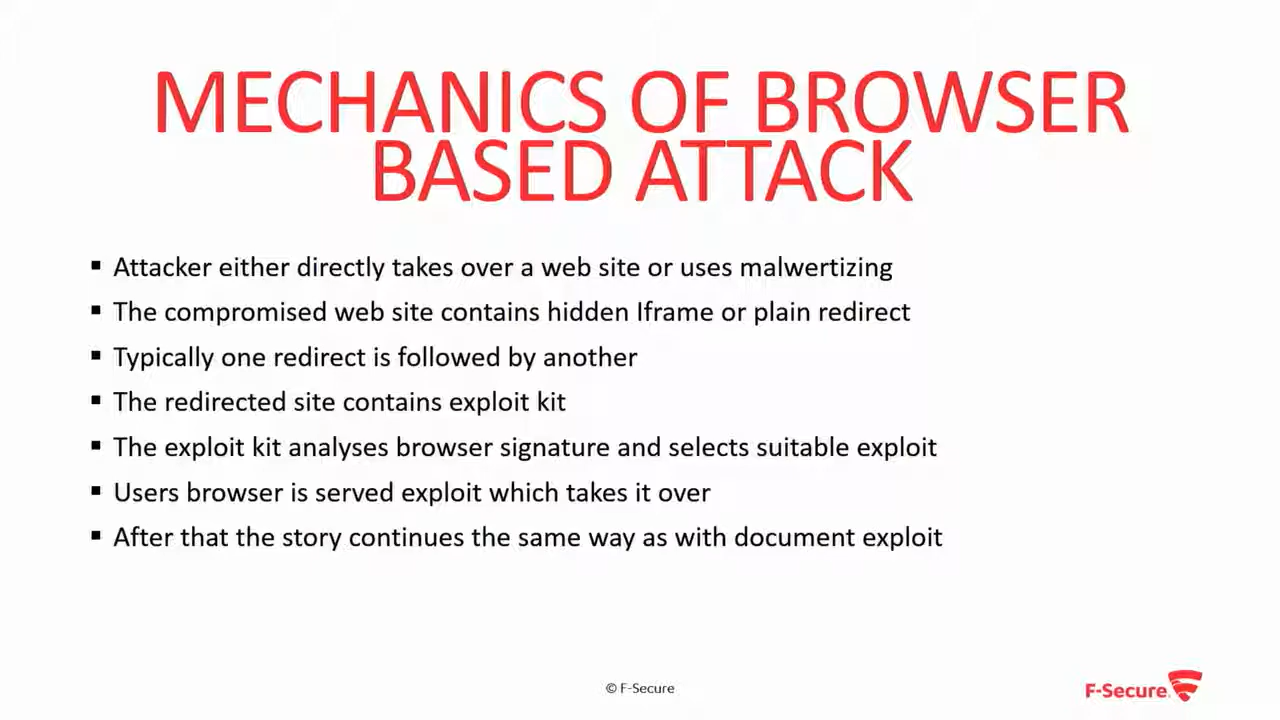 MECHANICS OF BROWSER
BASED ATTACK
▪ Attacker either directly takes over a web site or uses malwertizing
▪ The compromised web site contains hidden Iframe or plain redirect
▪ Typically one redirect is followed by another
▪ The redirected site contains exploit kit
▪ The exploit kit analyses browser signature and selects suitable exploit
▪ Users browser is served exploit which takes it over
▪ After that the story continues the same way as with document exploit
© F-Secure
F-Secure.